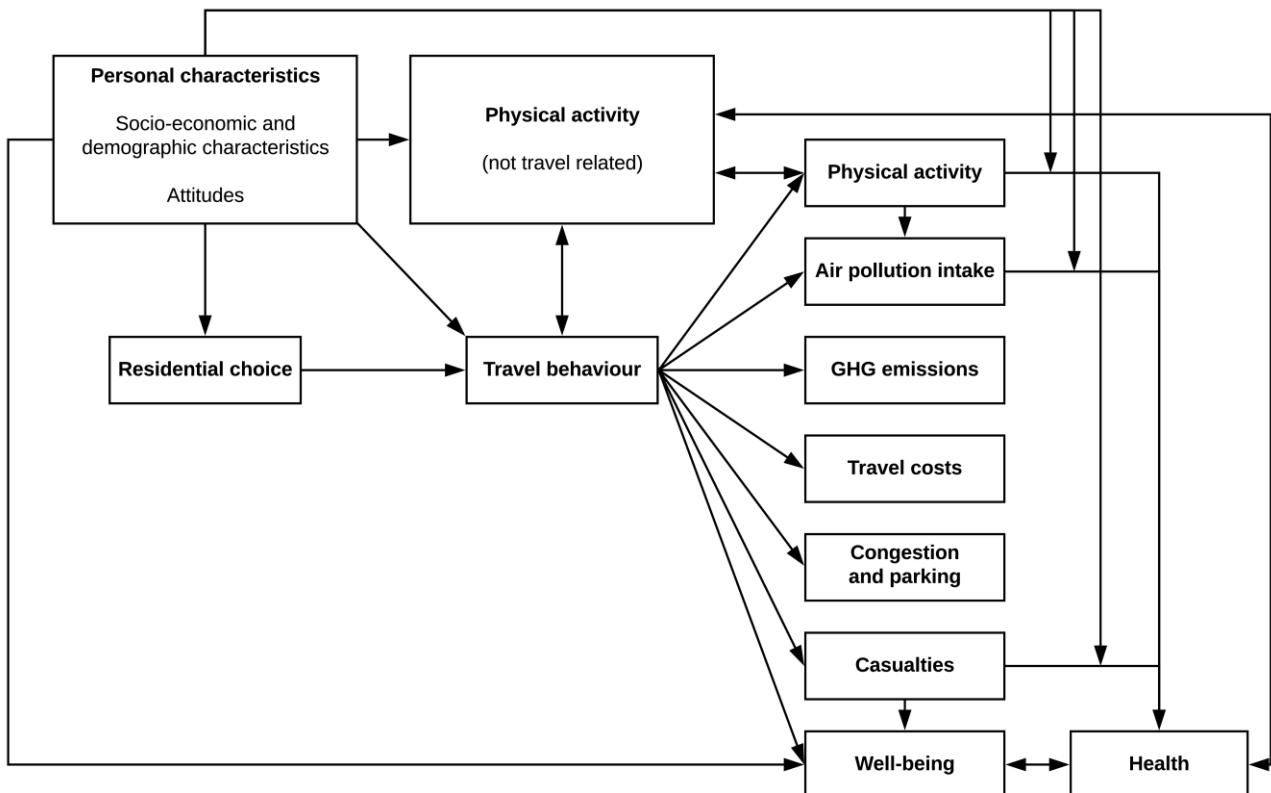 Personal characteristics
Socio-economic and
demographic characteristics
Attitudes
Physical activity
(not travel related)
Physical activity
Air pollution intake
Residential choice
Travel behaviour
GHG emissions
Travel costs
Congestion
and parking
Casualties
Well-being
Health